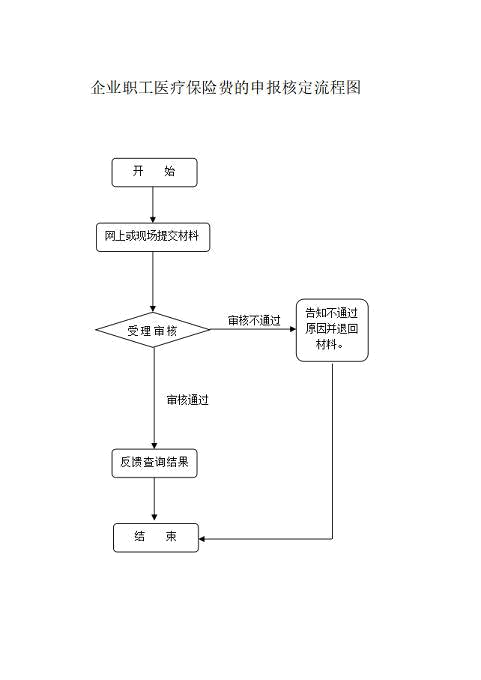 企业职工医疗保险费的申报核定流程图
开 始
网上或现场提交材料
受理审核
审核不通过
告知不通过
原因并退回
材料。
审核通过
反馈查询结果
结 束